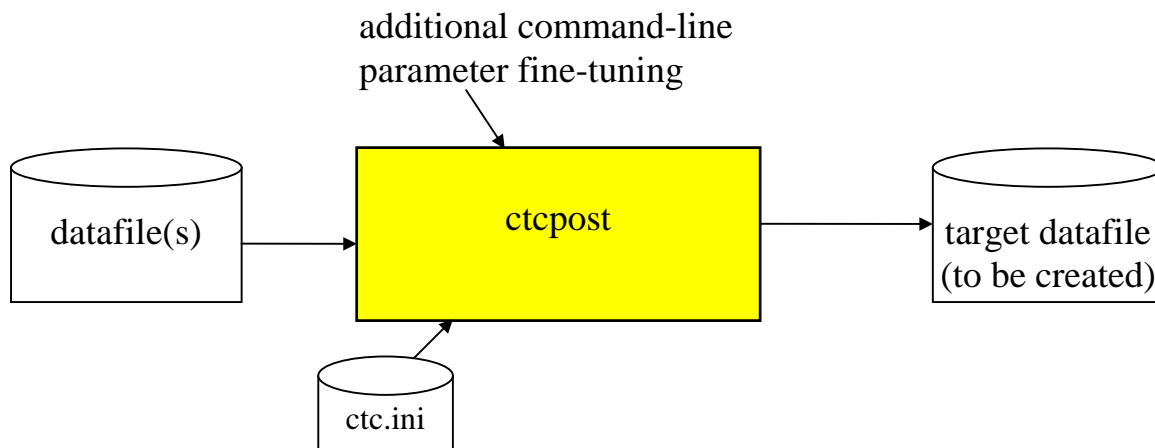 additional command-line
parameter fine-tuning
datafile(s)
ctcpost
target datafile
(to be created)
ctc.ini